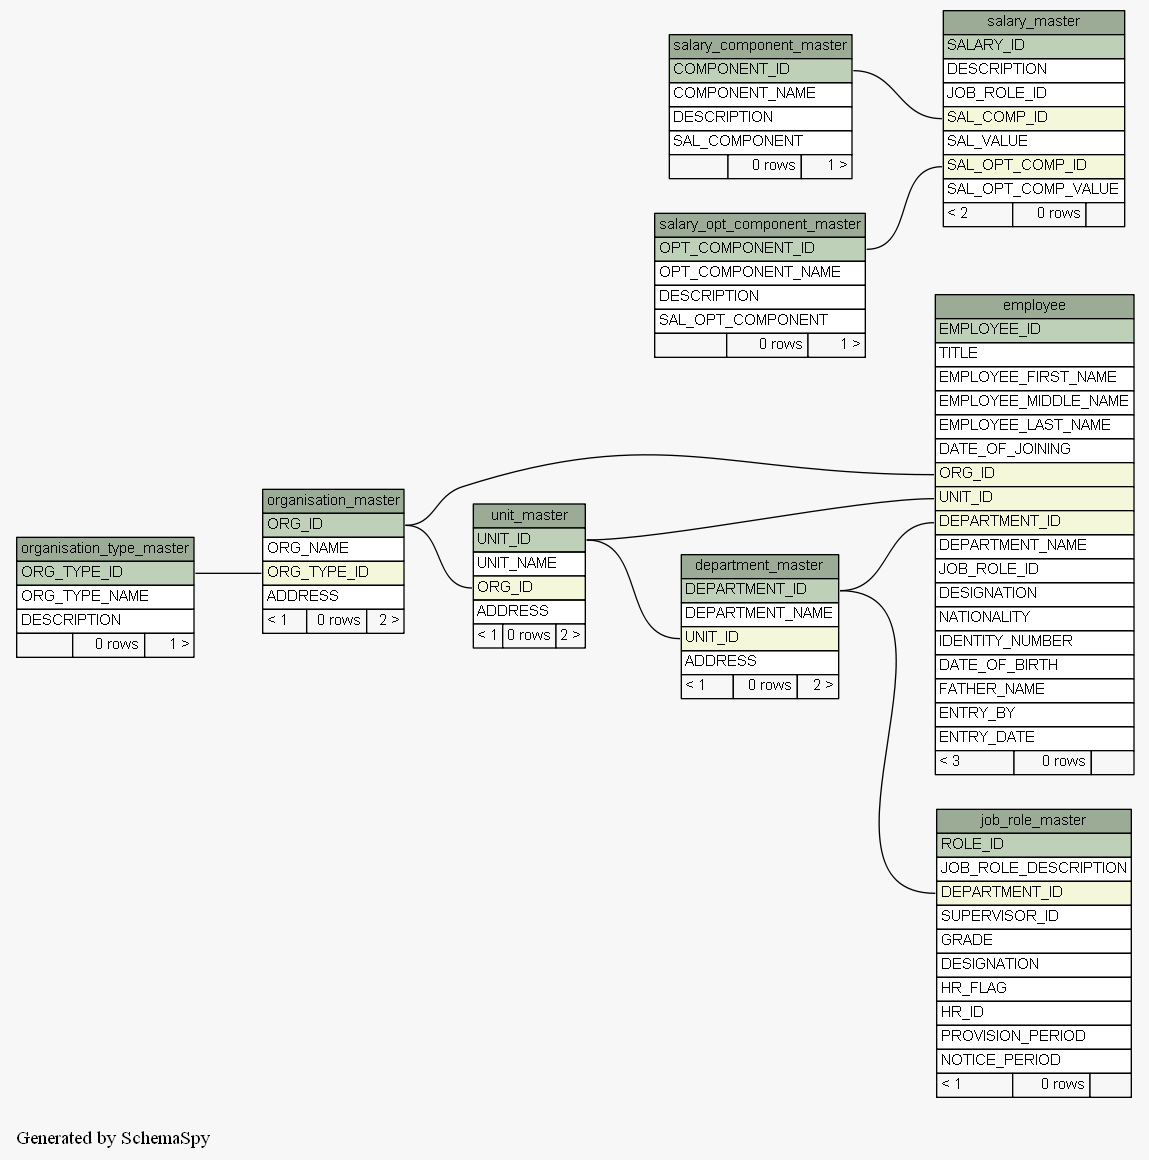 salary_master
SALARY_ID
DESCRIPTION
JOB_ROLE_ID
SAL_COMP_ID
SAL_VALUE
SAL_OPT_COMP_ID
SAL_OPT_COMP_VALUE
< 2 0 rows
salary_component_master
COMPONENT_ID
COMPONENT_NAME
DESCRIPTION
SAL_COMPONENT
0 rows 1 >
salary_opt_component_master
OPT_COMPONENT_ID
OPT_COMPONENT_NAME
DESCRIPTION
SAL_OPT_COMPONENT
0 rows 1 >
employee
EMPLOYEE_ID
TITLE
EMPLOYEE_FIRST_NAME
EMPLOYEE_MIDDLE_NAME
EMPLOYEE_LAST_NAME
DATE_OF_JOINING
ORG_ID
UNIT_ID
DEPARTMENT_ID
DEPARTMENT_NAME
JOB_ROLE_ID
DESIGNATION
NATIONALITY
IDENTITY_NUMBER
DATE_OF_BIRTH
FATHER_NAME
ENTRY_BY
ENTRY_DATE
< 3 0 rows
organisation_master
ORG_ID
ORG_NAME
ORG_TYPE_ID
ADDRESS
< 1 0 rows 2 >
unit_master
UNIT_ID
UNIT_NAME
ORG_ID
ADDRESS
< 1 0 rows 2 >
organisation_type_master
ORG_TYPE_ID
ORG_TYPE_NAME
DESCRIPTION
0 rows 1 >
department_master
DEPARTMENT_ID
DEPARTMENT_NAME
UNIT_ID
ADDRESS
< 1 0 rows 2 >
job_role_master
ROLE_ID
JOB_ROLE_DESCRIPTION
DEPARTMENT_ID
SUPERVISOR_ID
GRADE
DESIGNATION
HR_FLAG
HR_ID
PROVISION_PERIOD
NOTICE_PERIOD
< 1 0 rows
Generated by SchemaSpy